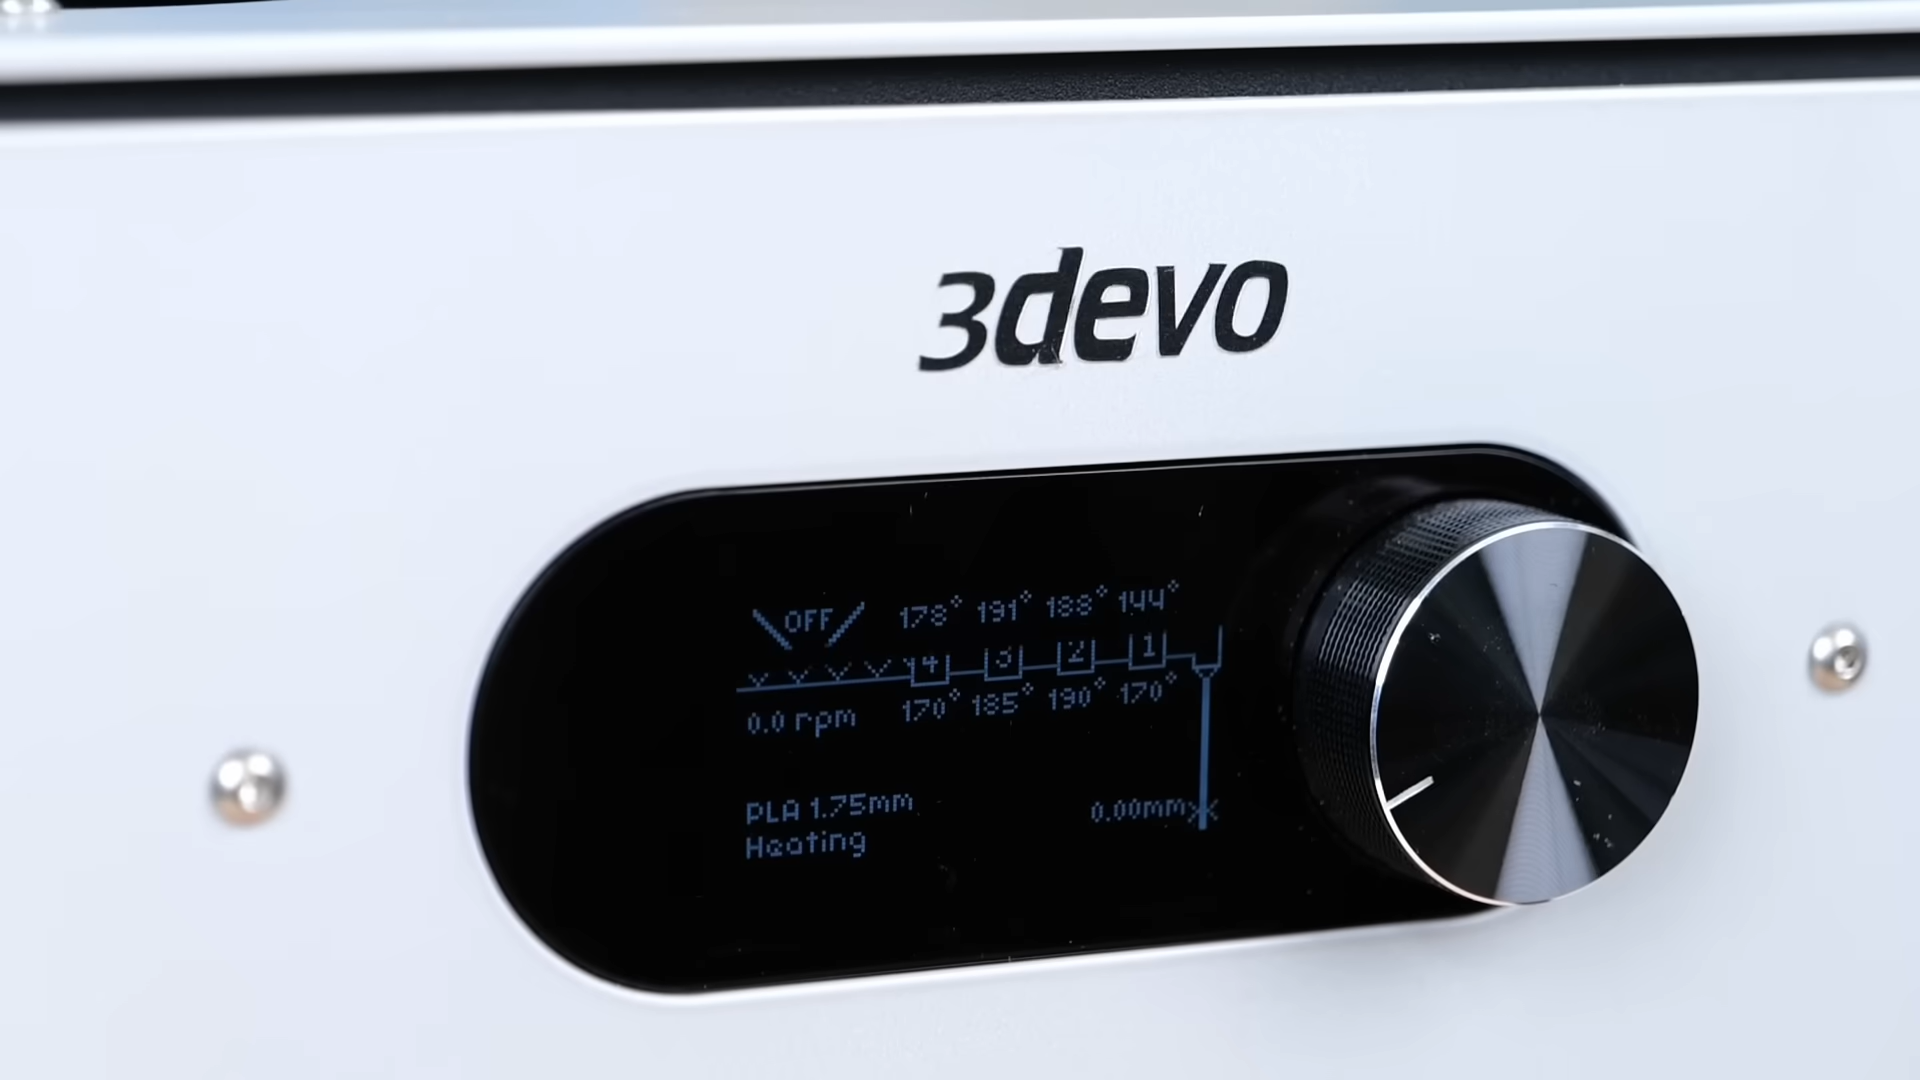 3devo
OFF 178° 191° 188° 144°
4 3 2 1
0.0 rpm 170° 185° 190° 170°
PLA 1.75mm 0.00mm
Heating